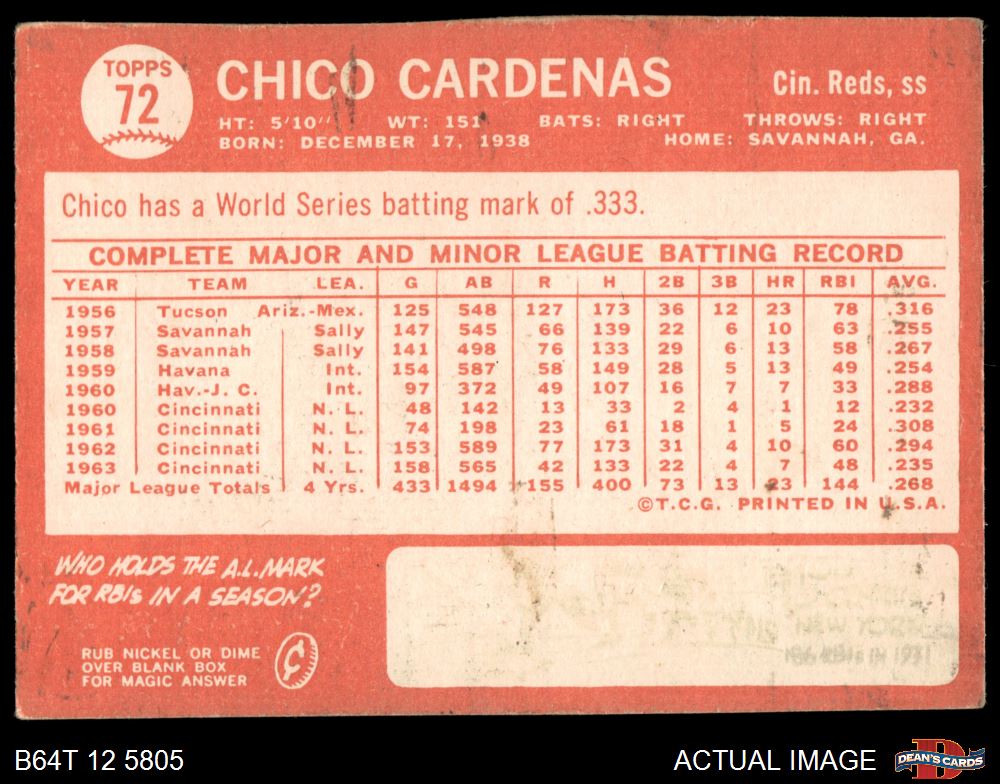 TOPPS
72
CHICO CARDENAS
Cin. Reds, ss
HT: 5'10" WT: 151 BATS: RIGHT THROWS: RIGHT
BORN: DECEMBER 17, 1938 HOME: SAVANNAH, GA.
Chico has a World Series batting mark of .333.
COMPLETE MAJOR AND MINOR LEAGUE BATTING RECORD
YEAR TEAM LEA. G AB R H 2B 3B HR RBI AVG.
1956 Tucson Ariz.-Mex. 125 548 127 173 36 12 23 78 .316
1957 Savannah Sally 147 545 66 139 22 6 10 63 .255
1958 Savannah Sally 141 498 76 133 29 6 13 58 .267
1959 Havana Int. 154 587 58 149 28 5 13 49 .254
1960 Hav.-J. C. Int. 97 372 49 107 16 7 7 33 .288
1960 Cincinnati N. L. 48 142 13 33 2 4 1 12 .232
1961 Cincinnati N. L. 74 198 23 61 18 1 5 24 .308
1962 Cincinnati N. L. 153 589 77 173 31 4 10 60 .294
1963 Cincinnati N. L. 158 565 42 133 22 4 7 48 .235
Major League Totals 4 Yrs. 433 1494 155 400 73 13 23 144 .268
©T.C.G. PRINTED IN U.S.A.
WHO HOLDS THE A.L. MARK
FOR RBIs IN A SEASON?
RUB NICKEL OR DIME
OVER BLANK BOX
FOR MAGIC ANSWER
¢
B64T 12 5805
ACTUAL IMAGE
DEAN'S CARDS